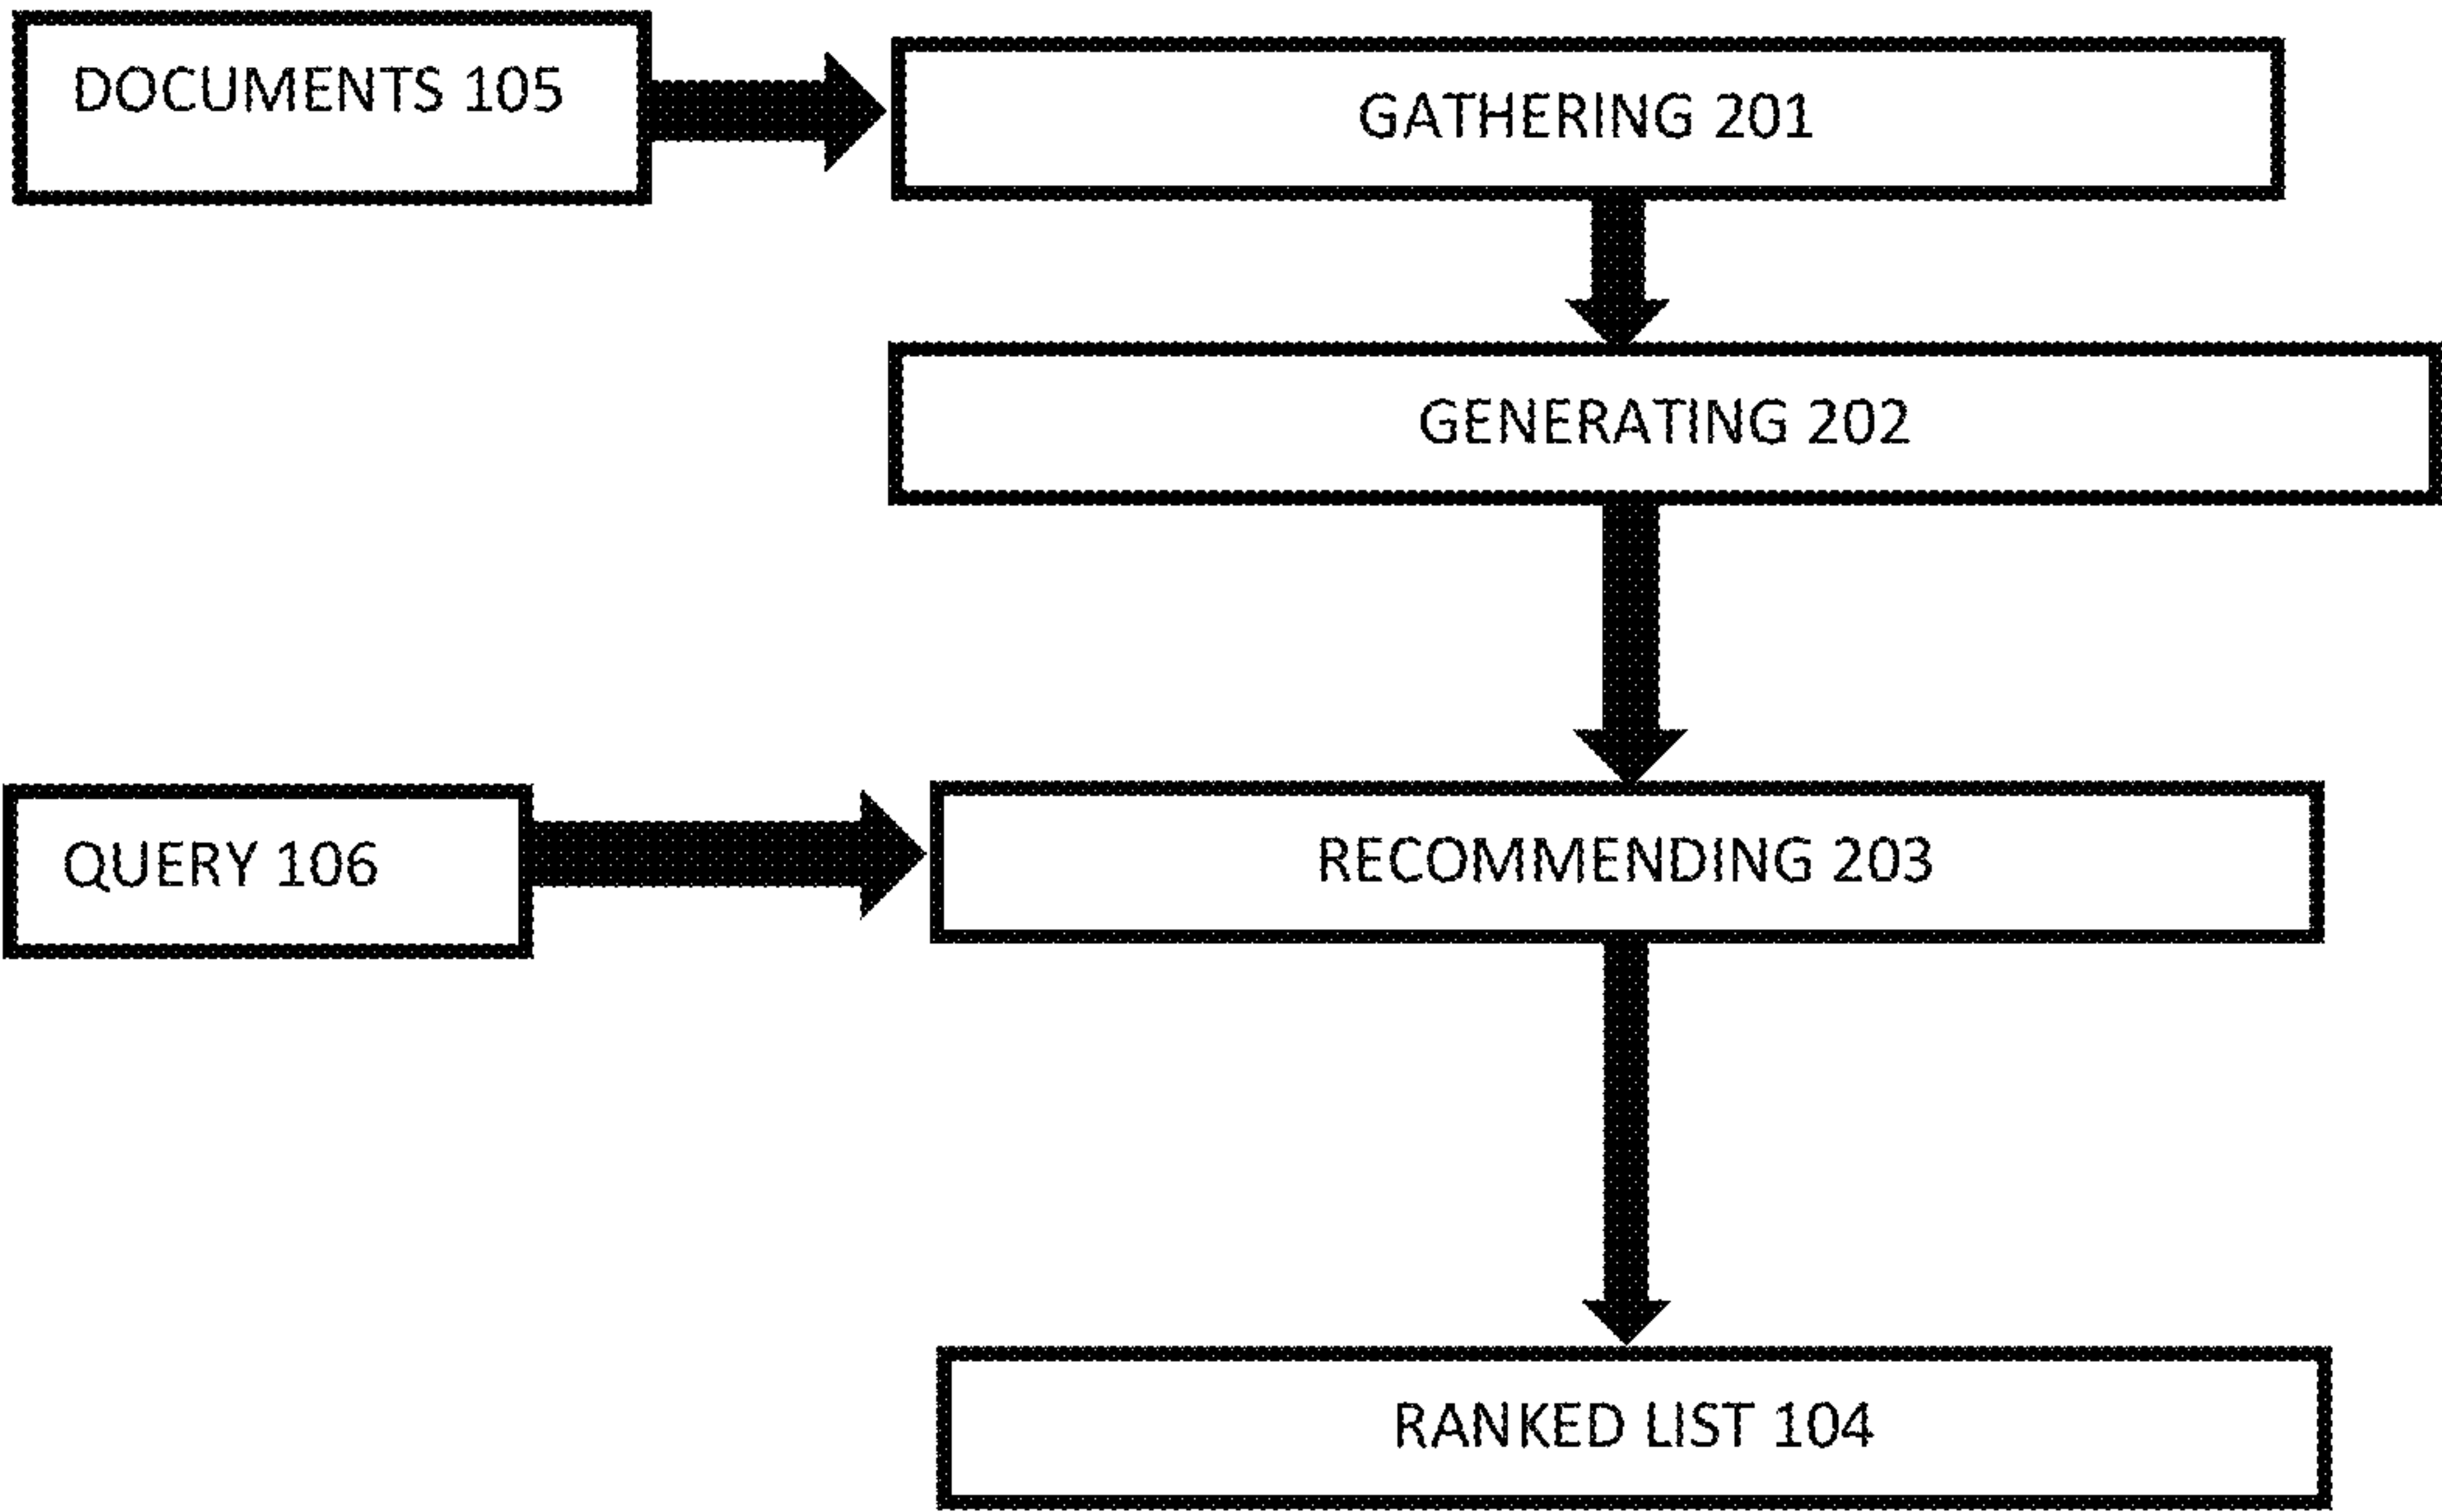 DOCUMENTS 105
GATHERING 201
GENERATING 202
QUERY 106
RECOMMENDING 203
RANKED LIST 104